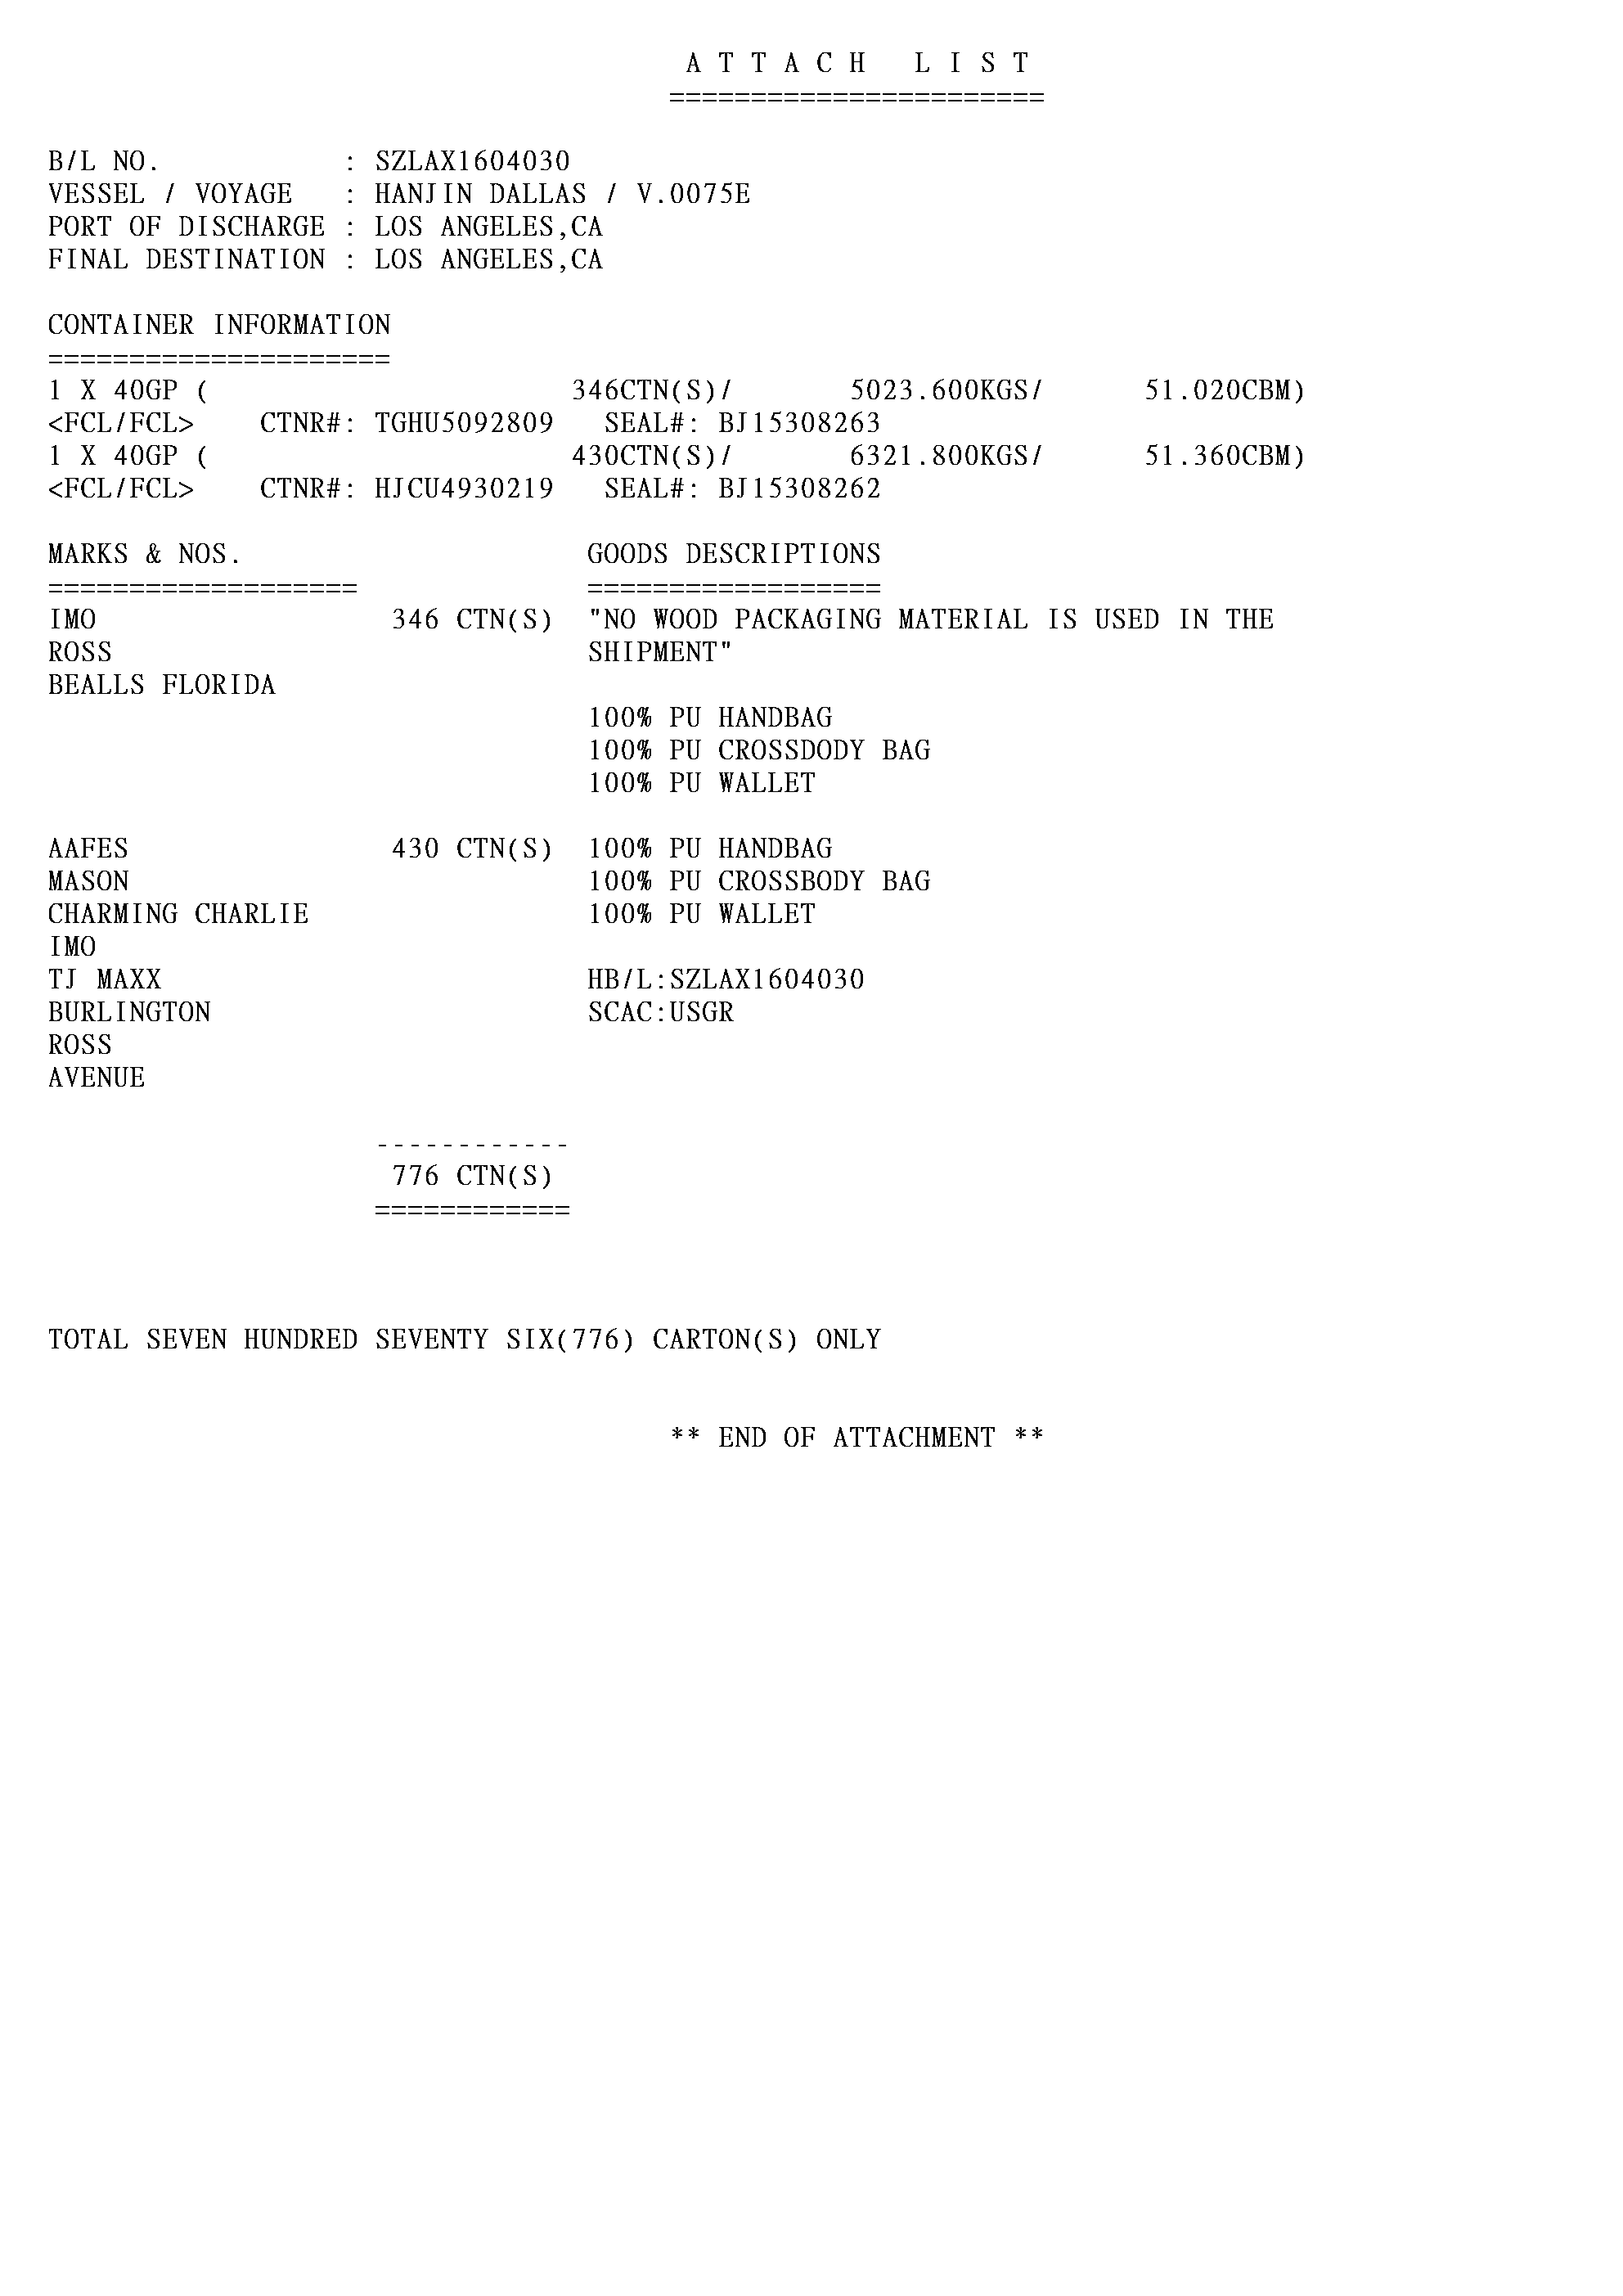 A T T A C H   L I S T
=======================
B/L NO. : SZLAX1604030
VESSEL / VOYAGE : HANJIN DALLAS / V.0075E
PORT OF DISCHARGE : LOS ANGELES,CA
FINAL DESTINATION : LOS ANGELES,CA
CONTAINER INFORMATION
=====================
1 X 40GP ( 346CTN(S)/ 5023.600KGS/ 51.020CBM)
<FCL/FCL> CTNR#: TGHU5092809 SEAL#: BJ15308263
1 X 40GP ( 430CTN(S)/ 6321.800KGS/ 51.360CBM)
<FCL/FCL> CTNR#: HJCU4930219 SEAL#: BJ15308262
MARKS & NOS. GOODS DESCRIPTIONS
=================== ==================
IMO 346 CTN(S) "NO WOOD PACKAGING MATERIAL IS USED IN THE
ROSS SHIPMENT"
BEALLS FLORIDA
100% PU HANDBAG
100% PU CROSSDODY BAG
100% PU WALLET
AAFES 430 CTN(S) 100% PU HANDBAG
MASON 100% PU CROSSBODY BAG
CHARMING CHARLIE 100% PU WALLET
IMO
TJ MAXX HB/L:SZLAX1604030
BURLINGTON SCAC:USGR
ROSS
AVENUE
------------
776 CTN(S)
============
TOTAL SEVEN HUNDRED SEVENTY SIX(776) CARTON(S) ONLY
** END OF ATTACHMENT **